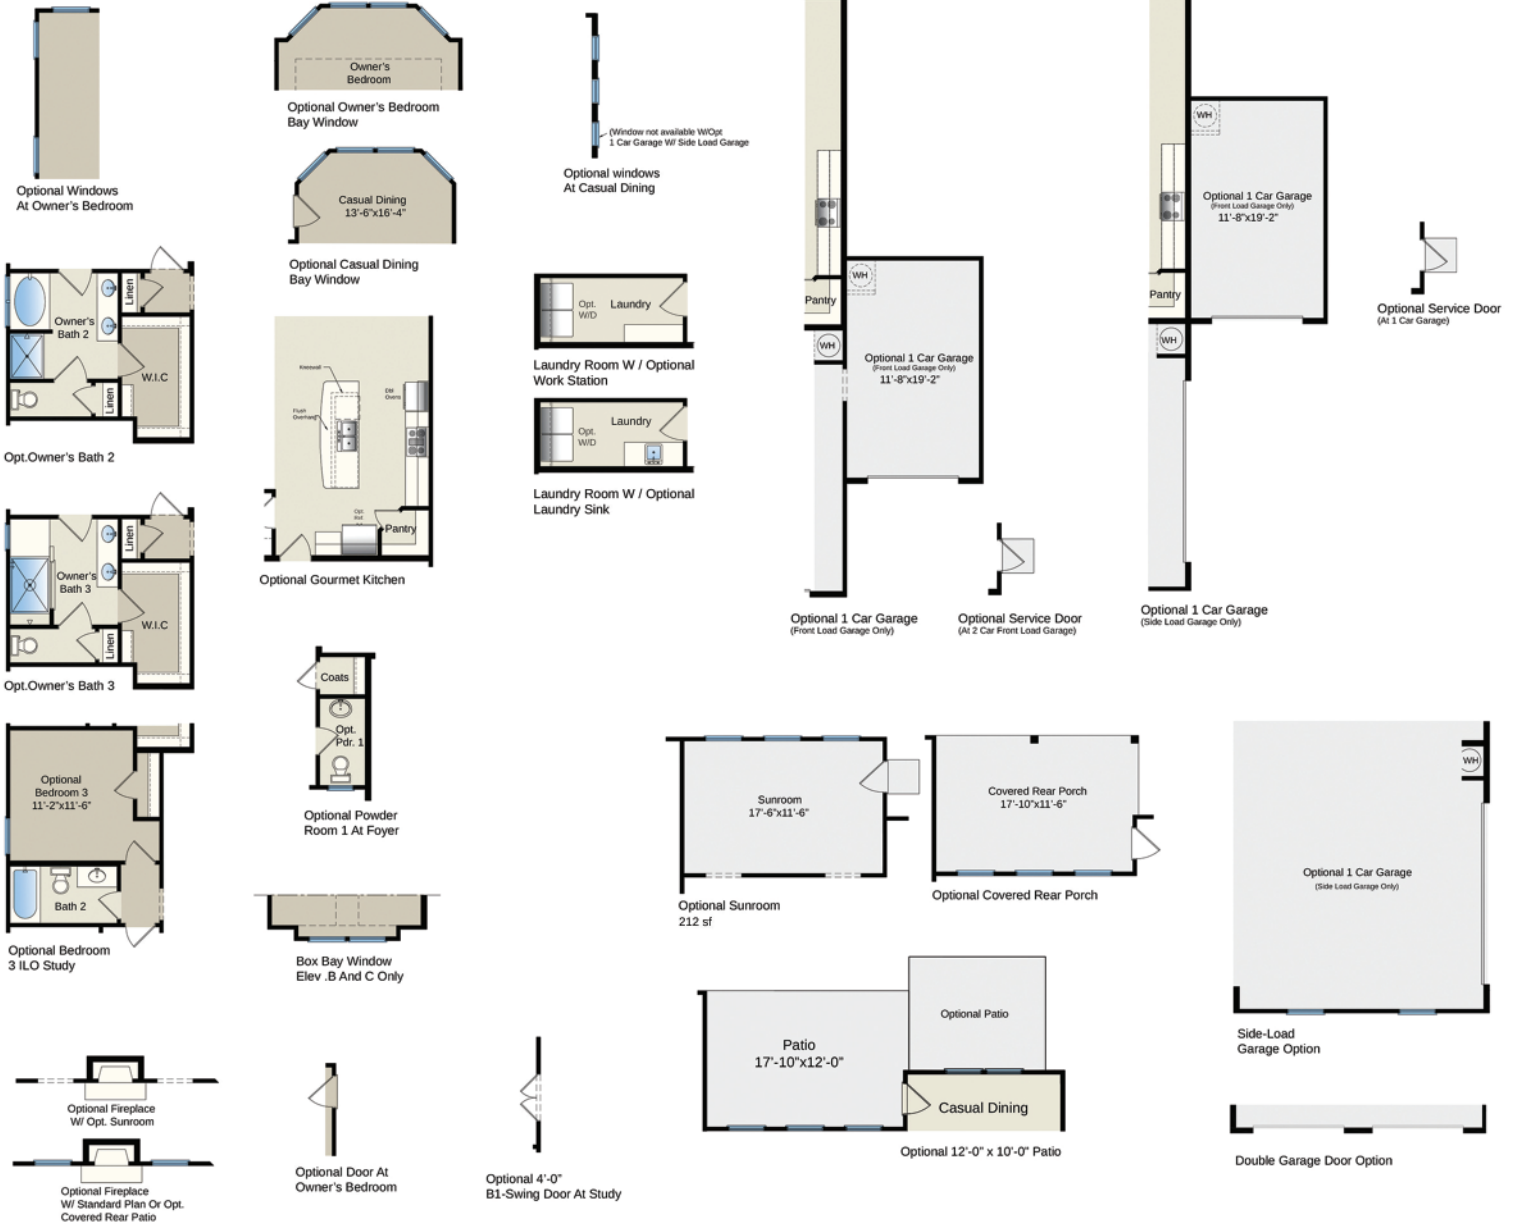 Optional Windows
At Owner's Bedroom
Owner's
Bedroom
Optional Owner's Bedroom
Bay Window
Casual Dining
13'-6"x16'-4"
Optional Casual Dining
Bay Window
(Window not available W/Opt
1 Car Garage W/ Side Load Garage
Optional windows
At Casual Dining
Linen
Owner's
Bath 2
W.I.C
Linen
Opt.Owner's Bath 2
Linen
Owner's
Bath 3
W.I.C
Linen
Opt.Owner's Bath 3
Kneewall
Flush
Overhang
Dbl
Ovens
Opt.
Ref.
Pantry
Optional Gourmet Kitchen
Opt.
W/D
Laundry
Laundry Room W / Optional
Work Station
Opt.
W/D
Laundry
Laundry Room W / Optional
Laundry Sink
Pantry
WH
WH
Optional 1 Car Garage
(Front Load Garage Only)
11'-8"x19'-2"
Optional 1 Car Garage
(Front Load Garage Only)
Optional Service Door
(At 2 Car Front Load Garage)
WH
Optional 1 Car Garage
(Front Load Garage Only)
11'-8"x19'-2"
Pantry
WH
Optional 1 Car Garage
(Side Load Garage Only)
Optional Service Door
(At 1 Car Garage)
Optional
Bedroom 3
11'-2"x11'-6"
Bath 2
Optional Bedroom
3 ILO Study
Coats
Opt.
Pdr. 1
Optional Powder
Room 1 At Foyer
Box Bay Window
Elev .B And C Only
Sunroom
17'-6"x11'-6"
Optional Sunroom
212 sf
Covered Rear Porch
17'-10"x11'-6"
Optional Covered Rear Porch
WH
Optional 1 Car Garage
(Side Load Garage Only)
Side-Load
Garage Option
Optional Patio
Patio
17'-10"x12'-0"
Casual Dining
Optional 12'-0" x 10'-0" Patio
Double Garage Door Option
Optional Fireplace
W/ Opt. Sunroom
Optional Fireplace
W/ Standard Plan Or Opt.
Covered Rear Patio
Optional Door At
Owner's Bedroom
Optional 4'-0"
B1-Swing Door At Study